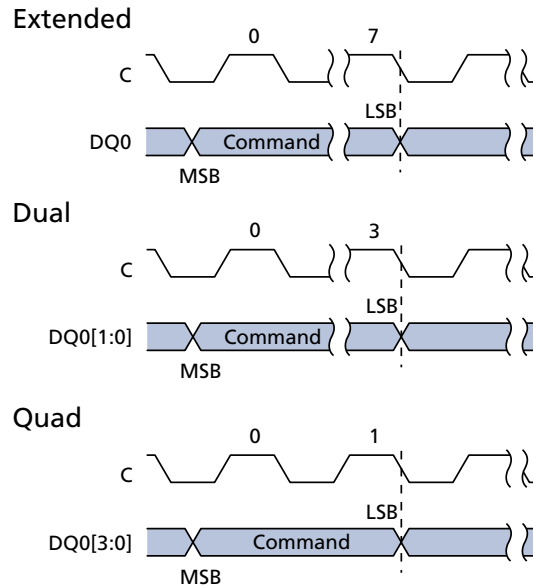 Extended
0 7
C
LSB
DQ0 Command
MSB
Dual
0 3
C
LSB
DQ0[1:0] Command
MSB
Quad
0 1
C
LSB
DQ0[3:0] Command
MSB